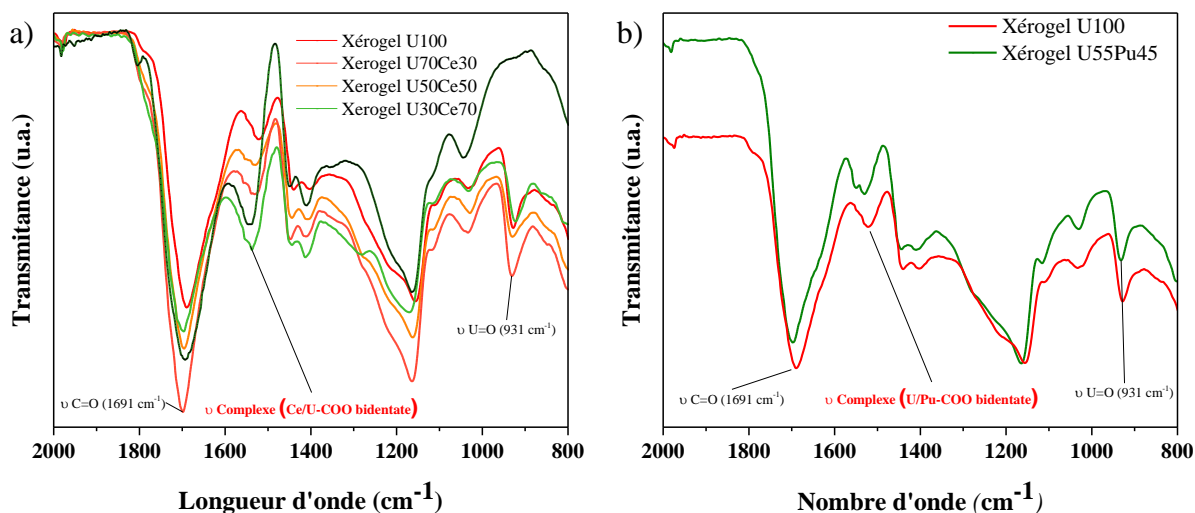 a)
Xérogel U100
Xerogel U70Ce30
Xerogel U50Ce50
Xerogel U30Ce70
υ C=O (1691 cm-1)
υ Complexe (Ce/U-COO bidentate)
υ U=O (931 cm-1)
Transmitance (u.a.)
2000 1800 1600 1400 1200 1000 800
Longueur d'onde (cm-1)
b)
Xérogel U100
Xérogel U55Pu45
υ C=O (1691 cm-1)
υ Complexe (U/Pu-COO bidentate)
υ U=O (931 cm-1)
Transmitance (u.a.)
2000 1800 1600 1400 1200 1000 800
Nombre d'onde (cm-1)